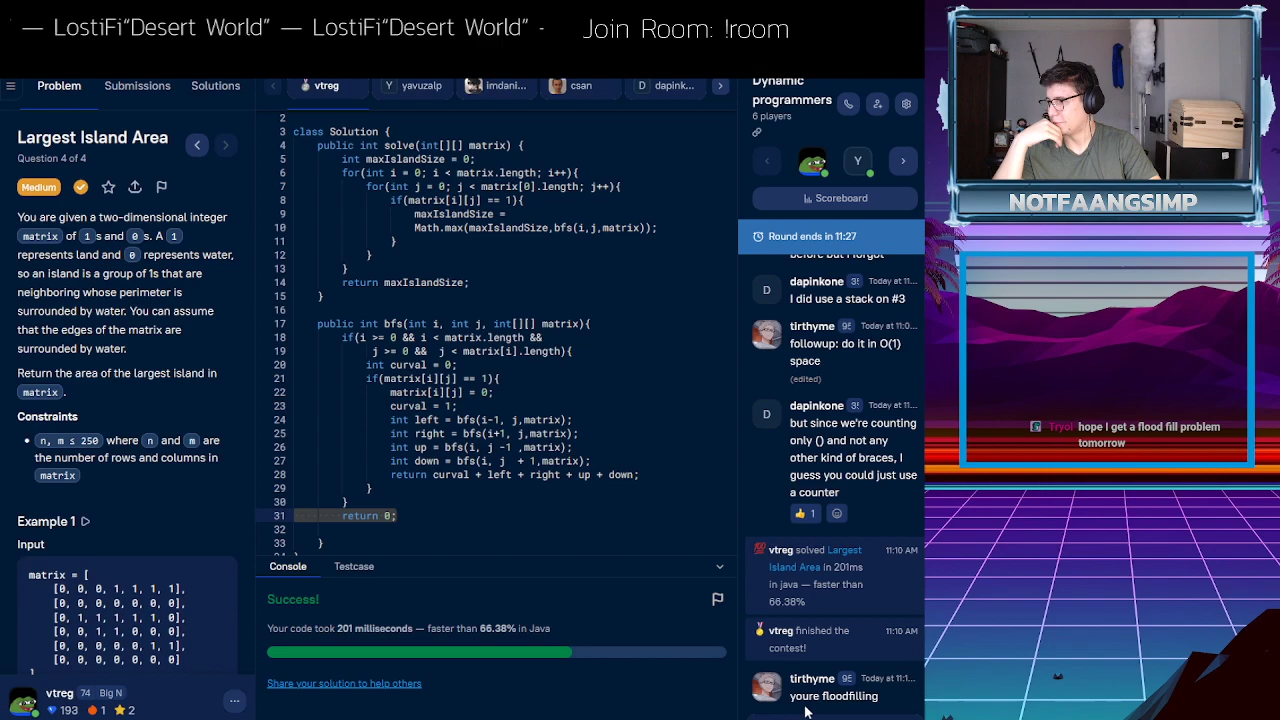 — LostiFi“Desert World” — LostiFi“Desert World” -
Join Room: !room
Problem
Submissions
Solutions
Largest Island Area
Question 4 of 4
Medium
You are given a two-dimensional integer
matrix of 1s and 0s. A 1
represents land and 0 represents water,
so an island is a group of 1s that are
neighboring whose perimeter is
surrounded by water. You can assume
that the edges of the matrix are
surrounded by water.
Return the area of the largest island in
matrix.
Constraints
• n, m ≤ 250 where n and m are
the number of rows and columns in
matrix
Example 1
Input
matrix = [
[0, 0, 0, 1, 1, 1, 1],
[0, 1, 1, 1, 1, 1, 0],
[0, 0, 1, 1, 0, 0, 0],
[0, 0, 0, 0, 1, 1],
[0, 0, 0, 0, 0, 0]
]
vtreg 74 Big N
193 1 2
vtreg
Y yavuzalp
imdani...
csan
D dapink...
2
3 class Solution {
4 public int solve(int[][] matrix) {
5 int maxIslandSize = 0;
6 for(int i = 0; i < matrix.length; i++){
7 for(int j = 0; j < matrix[0].length; j++){
8 if(matrix[i][j] == 1){
9 maxIslandSize =
10 Math.max(maxIslandSize,bfs(i,j,matrix));
11 }
12 }
13 }
14 return maxIslandSize;
15 }
16
17 public int bfs(int i, int j, int[][] matrix){
18 if(i >= 0 && i < matrix.length &&
19 j >= 0 && j < matrix[i].length){
20 int curval = 0;
21 if(matrix[i][j] == 1){
22 matrix[i][j] = 0;
23 curval = 1;
24 int left = bfs(i-1, j,matrix);
25 int right = bfs(i+1, j,matrix);
26 int up = bfs(i, j -1 ,matrix);
27 int down = bfs(i, j + 1,matrix);
28 return curval + left + right + up + down;
29 }
30 }
31 return 0;
32
33 }
Console
Testcase
Success!
Your code took 201 milliseconds — faster than 66.38% in Java
Share your solution to help others
Dynamic
programmers
6 players
Y
Scoreboard
Round ends in 11:27
before but I forgot
D
dapinkone Today at 11...
I did use a stack on #3
tirthyme Today at 11:0...
followup: do it in O(1)
space
(edited)
D
dapinkone Today at 11...
but since we're counting
only () and not any
other kind of braces, I
guess you could just use
a counter
1
vtreg solved Largest 11:10 AM
Island Area in 201ms
in java — faster than
66.38%
vtreg finished the 11:10 AM
contest!
tirthyme Today at 11:1...
youre floodfilling
NOTFAANGSIMP
Tryol hope I get a flood fill problem
tomorrow